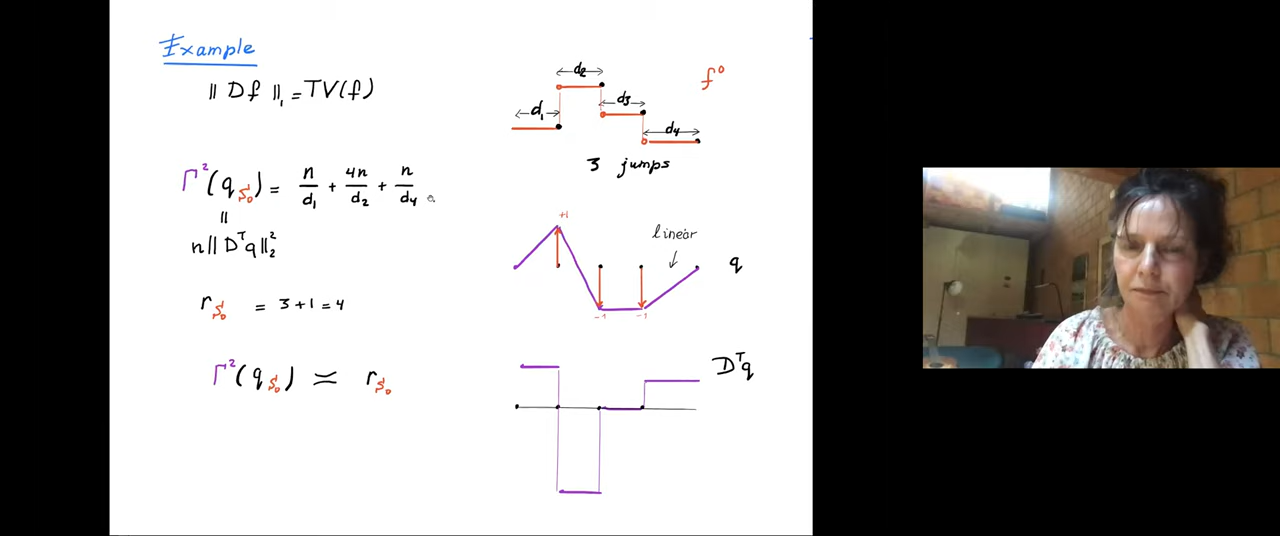 Example
‖ Df ‖₁ = TV(f)
d₂
f⁰
d₁
d₃
d₄
3 jumps
Γ²(q_S₀) = n/d₁ + 4n/d₂ + n/d₄
=
n‖Dᵀq‖₂²
r_S₀ = 3+1=4
Γ²(q_S₀) ≍ r_S₀
+1
linear
q
-1 -1
Dᵀq